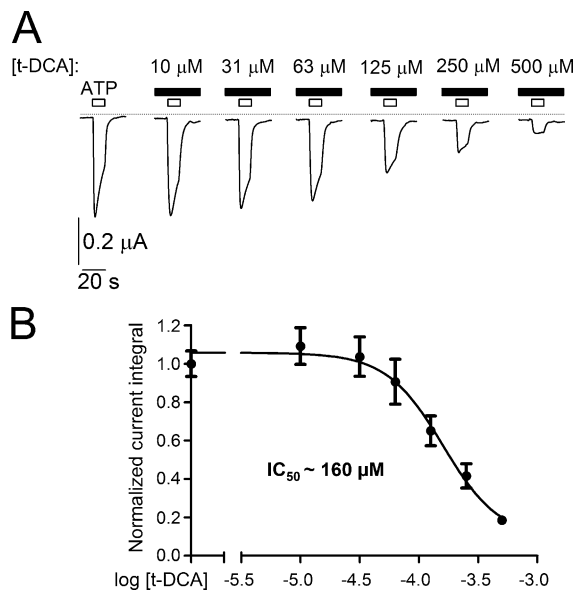 A
[t-DCA]: 10 μM 31 μM 63 μM 125 μM 250 μM 500 μM
ATP
0.2 μA
20 s
B
Normalized current integral
1.2
1.0
0.8
0.6
0.4
0.2
0.0
IC50 ~ 160 μM
log [t-DCA] -5.5 -5.0 -4.5 -4.0 -3.5 -3.0